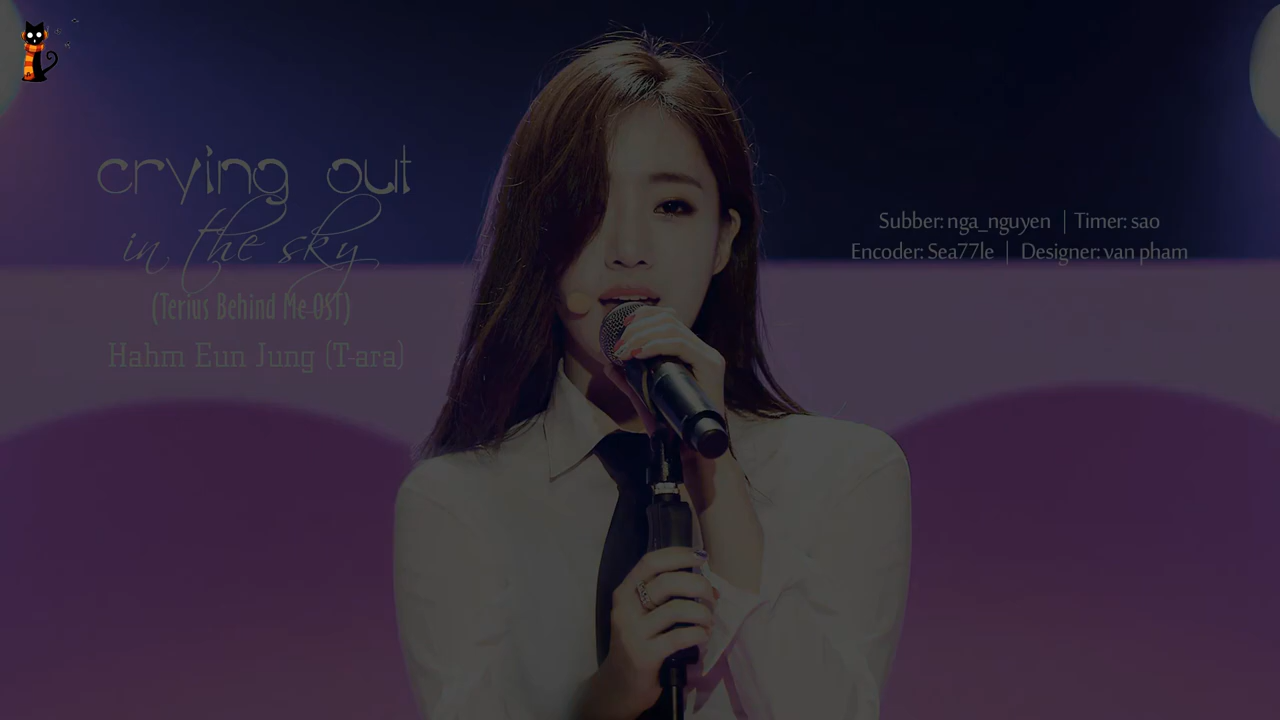 crying out
in the sky
(Terius Behind Me OST)
Hahm Eun Jung (T-ara)
Subber: nga_nguyen | Timer: sao
Encoder: Sea77le | Designer: van pham